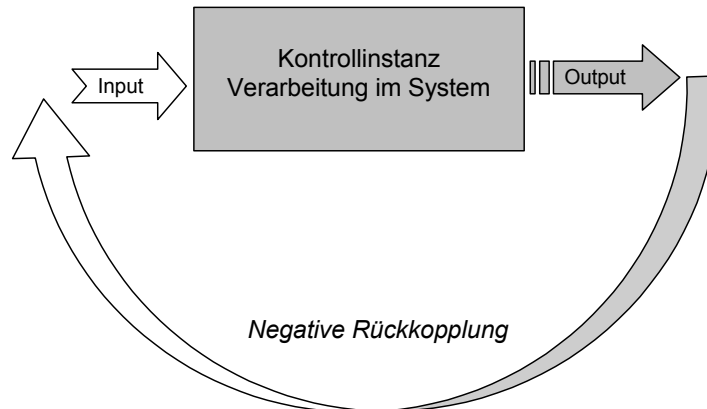 Kontrollinstanz
Verarbeitung im System
Input
Output
Negative Rückkopplung